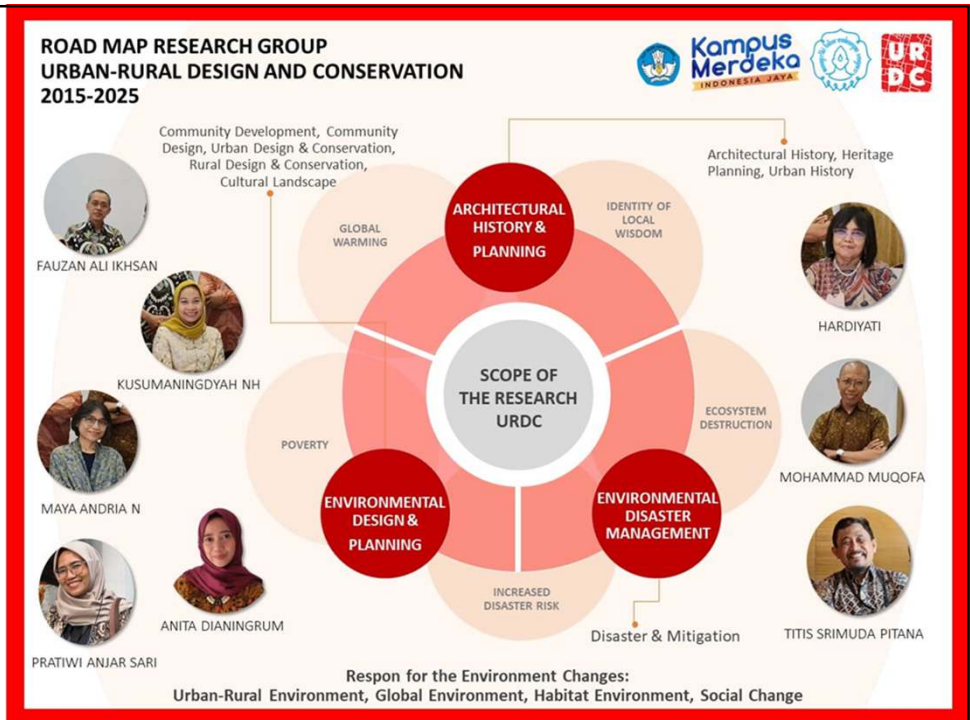 ROAD MAP RESEARCH GROUP
URBAN-RURAL DESIGN AND CONSERVATION
2015-2025
Kampus
Merdeka
INDONESIA JAYA
UR
DC
Community Development, Community
Design, Urban Design & Conservation,
Rural Design & Conservation,
Cultural Landscape
Architectural History, Heritage
Planning, Urban History
GLOBAL
WARMING
ARCHITECTURAL
HISTORY &
PLANNING
IDENTITY OF
LOCAL
WISDOM
FAUZAN ALI IKHSAN
HARDIYATI
KUSUMANINGDYAH NH
SCOPE OF
THE RESEARCH
URDC
POVERTY
ECOSYSTEM
DESTRUCTION
MOHAMMAD MUQOFA
MAYA ANDRIA N
ENVIRONMENTAL
DESIGN &
PLANNING
ENVIRONMENTAL
DISASTER
MANAGEMENT
INCREASED
DISASTER RISK
ANITA DIANINGRUM
Disaster & Mitigation
TITIS SRIMUDA PITANA
PRATIWI ANJAR SARI
Respon for the Environment Changes:
Urban-Rural Environment, Global Environment, Habitat Environment, Social Change